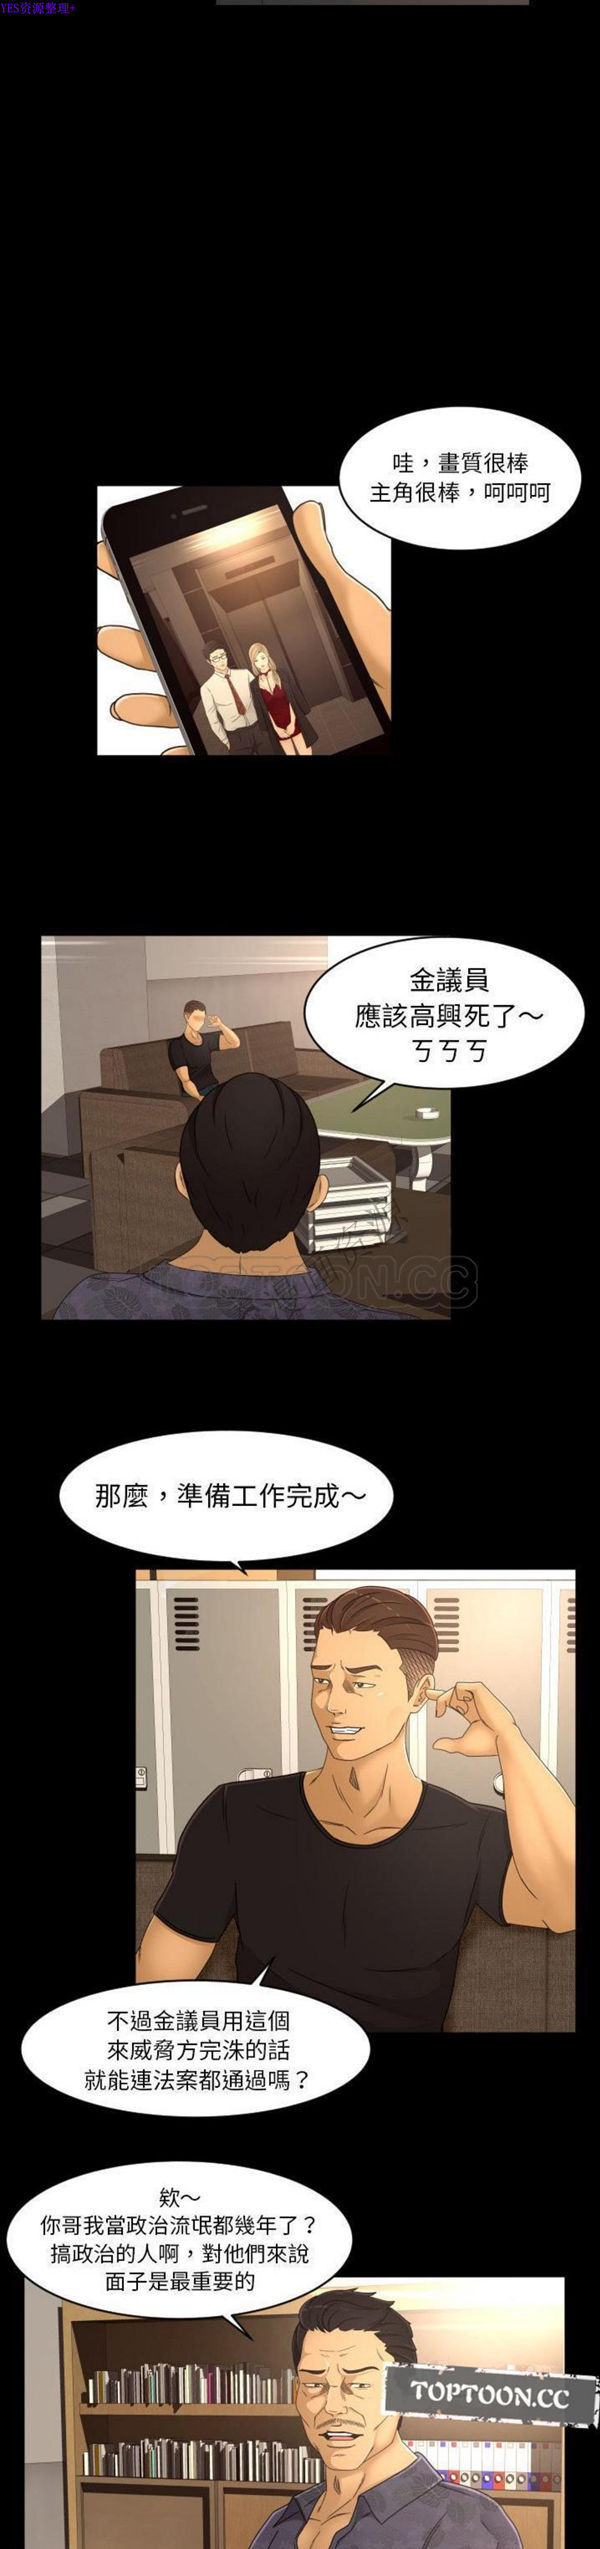 YES资源整理+
哇，畫質很棒
主角很棒，呵呵呵
金議員
應該高興死了～
ㄎㄎㄎ
TOPTOON.CC
那麼，準備工作完成～
不過金議員用這個
來威脅方完洙的話
就能連法案都通過嗎？
欸～
你哥我當政治流氓都幾年了？
搞政治的人啊，對他們來說
面子是最重要的
TOPTOON.CC